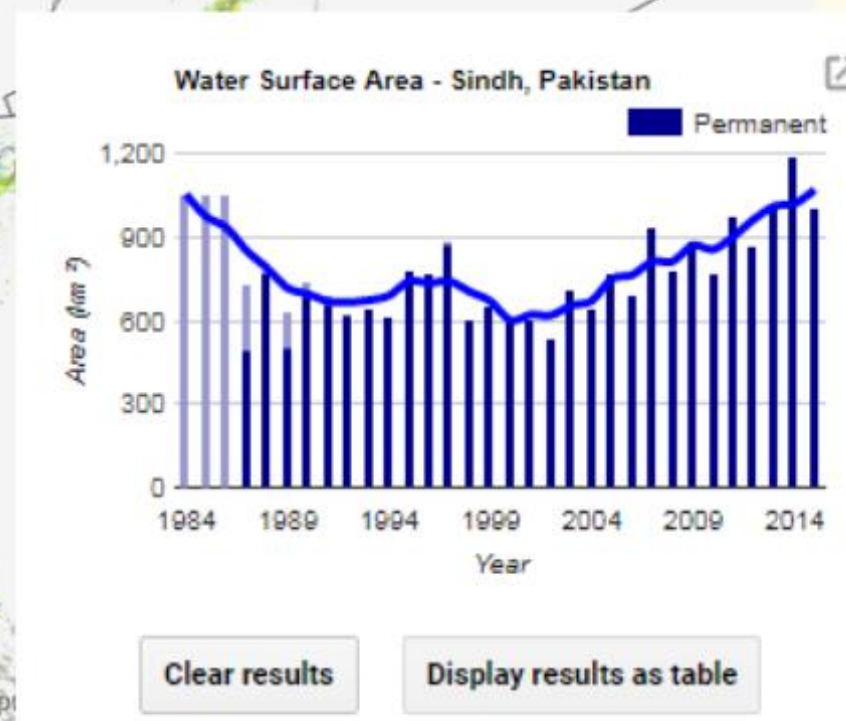 Water Surface Area - Sindh, Pakistan
Permanent
1,200
900
600
300
0
Area (km²)
1984 1989 1994 1999 2004 2009 2014
Year
Clear results
Display results as table